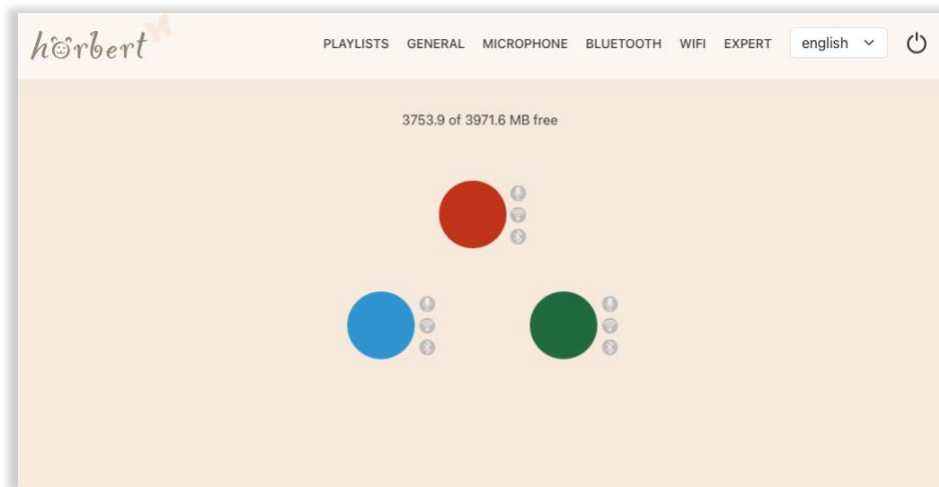 hörbert
PLAYLISTS GENERAL MICROPHONE BLUETOOTH WIFI EXPERT english
3753.9 of 3971.6 MB free